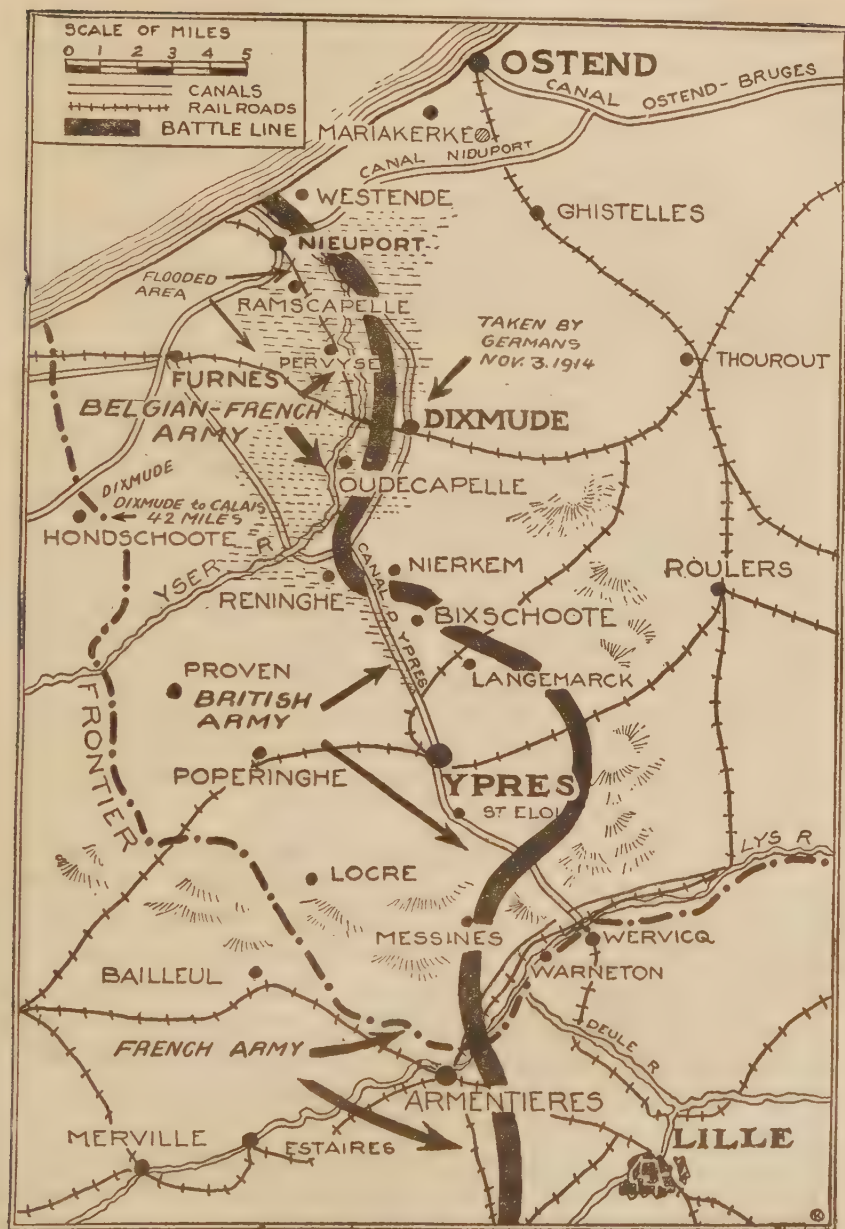 SCALE OF MILES
0 1 2 3 4 5
CANALS
RAILROADS
BATTLE LINE
OSTEND
CANAL OSTEND-BRUGES
MARIAKERKE
CANAL NIUPORT
WESTENDE
GHISTELLES
NIEUPORT
FLOODED
AREA
RAMSCAPELLE
TAKEN BY
GERMANS
NOV. 3. 1914
THOUROUT
PERVYSE
FURNES
BELGIAN-FRENCH
ARMY
DIXMUDE
OUDECAPELLE
DIXMUDE
DIXMUDE to CALAIS
42 MILES
HONDSCHOOTE
YSER R
NIERKEM
ROULERS
RENINGHE
CANAL D YPRES
BIXSCHOOTE
PROVEN
LANGEMARCK
BRITISH
ARMY
FRONTIER
POPERINGHE
YPRES
ST ELOI
LYS R
LOCRE
MESSINES
WERVICQ
WARNETON
BAILLEUL
DEULE R
FRENCH ARMY
ARMENTIERES
MERVILLE
ESTAIRES
LILLE
K